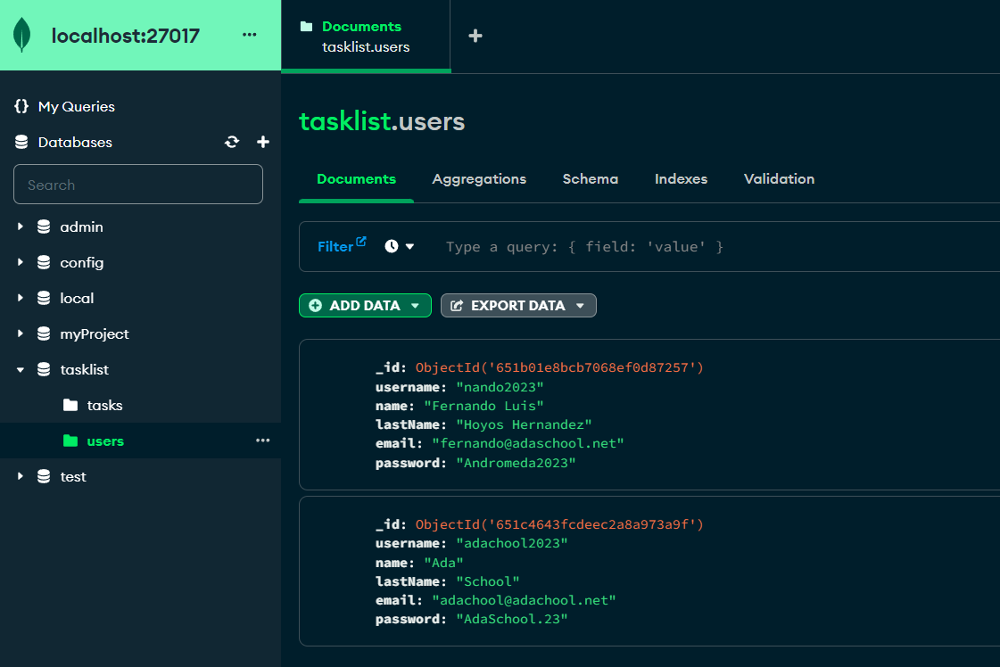 localhost:27017
Documents
tasklist.users
My Queries
Databases
Search
admin
config
local
myProject
tasklist
tasks
users
test
tasklist.users
Documents Aggregations Schema Indexes Validation
Filter Type a query: { field: 'value' }
ADD DATA EXPORT DATA
_id: ObjectId('651b01e8bcb7068ef0d87257')
username: "nando2023"
name: "Fernando Luis"
lastName: "Hoyos Hernandez"
email: "fernando@adaschool.net"
password: "Andromeda2023"
_id: ObjectId('651c4643fcdeec2a8a973a9f')
username: "adachool2023"
name: "Ada"
lastName: "School"
email: "adachool@adachool.net"
password: "AdaSchool.23"